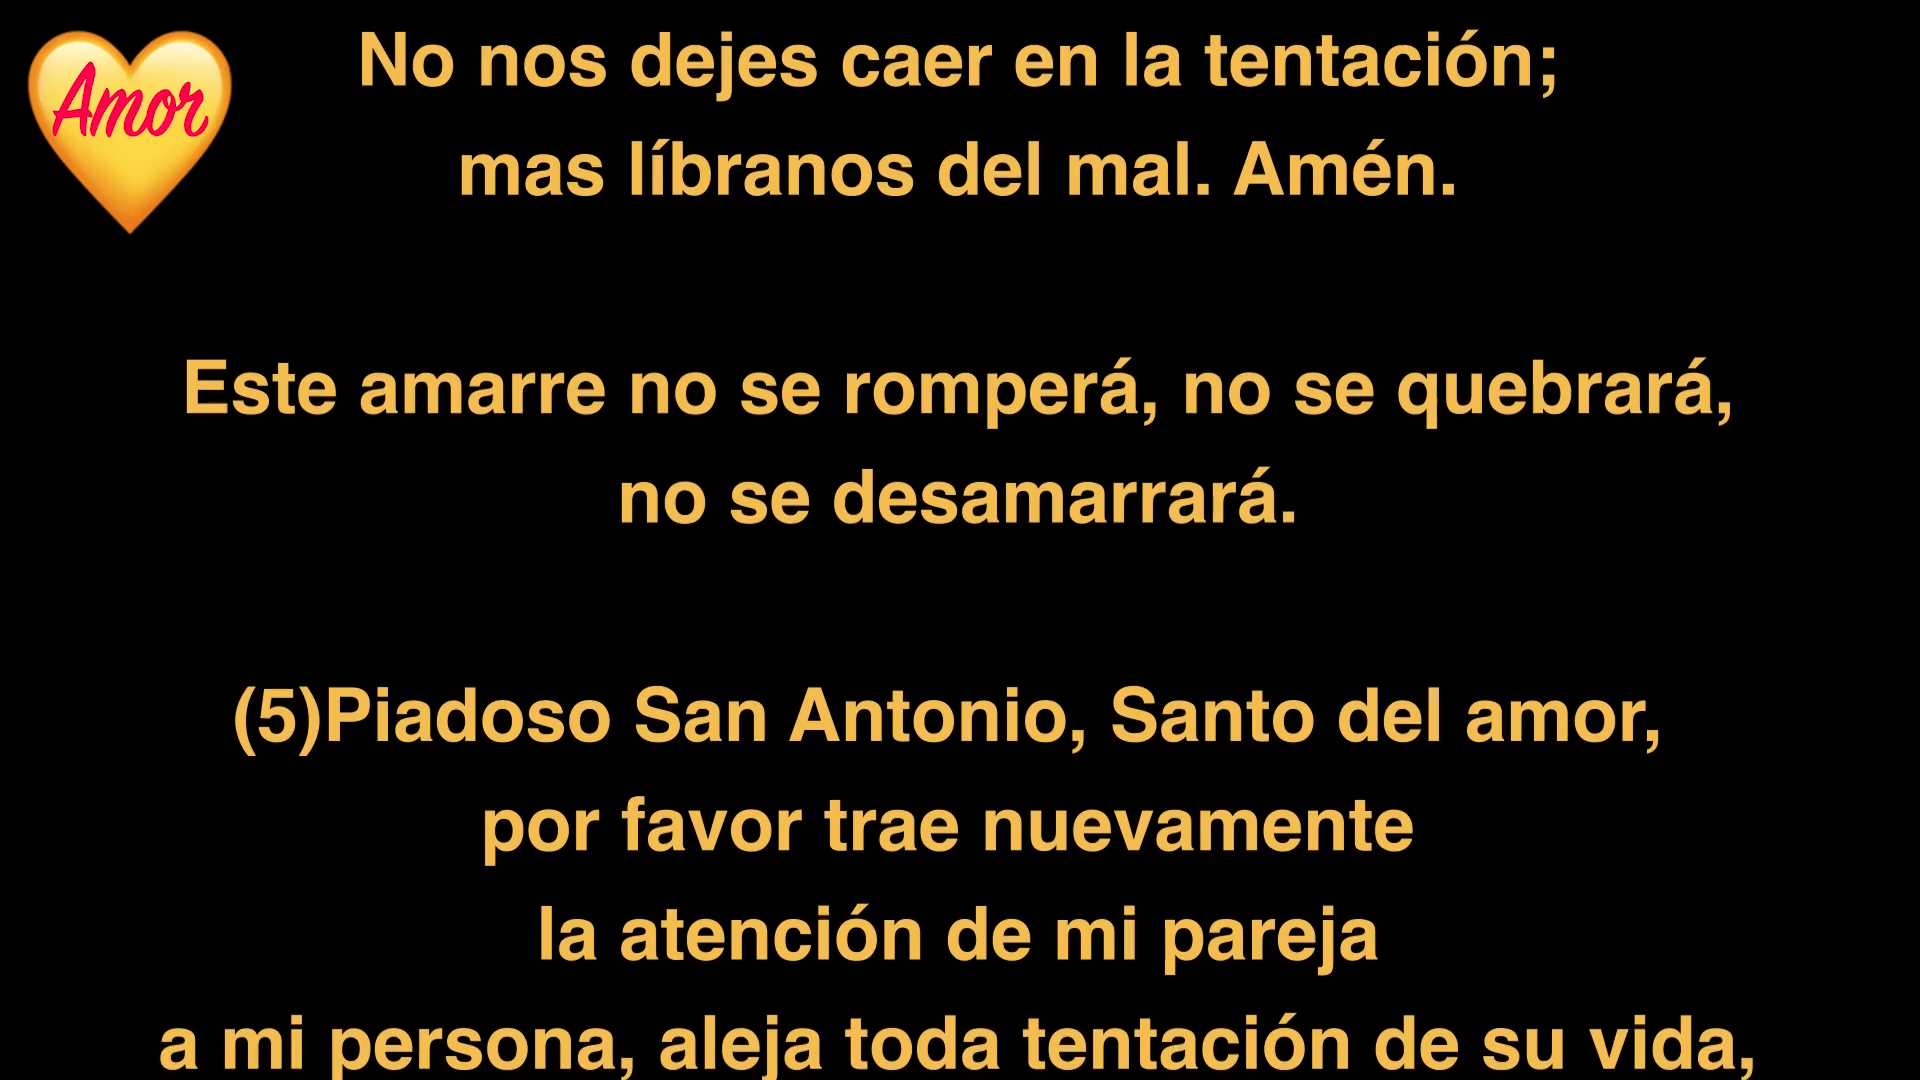 Amor
No nos dejes caer en la tentación;
mas líbranos del mal. Amén.
Este amarre no se romperá, no se quebrará,
no se desamarrará.
(5)Piadoso San Antonio, Santo del amor,
por favor trae nuevamente
la atención de mi pareja
a mi persona, aleja toda tentación de su vida,